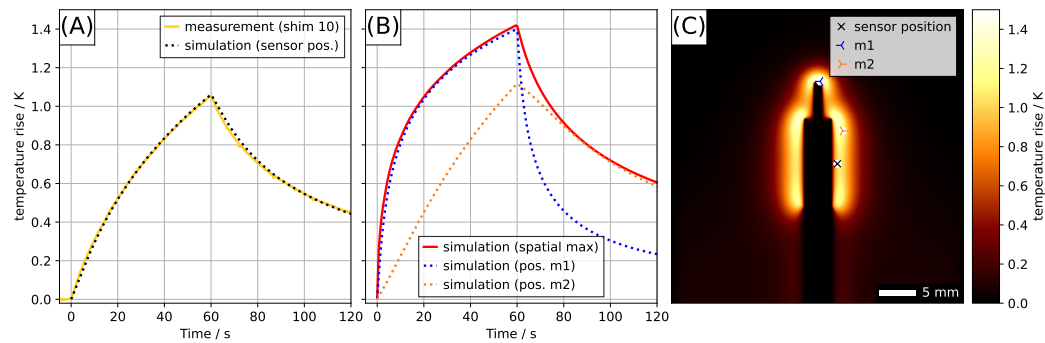 (A)
measurement (shim 10)
simulation (sensor pos.)
temperature rise / K
1.4
1.2
1.0
0.8
0.6
0.4
0.2
0.0
0 20 40 60 80 100 120
Time / s
(B)
simulation (spatial max)
simulation (pos. m1)
simulation (pos. m2)
0 20 40 60 80 100 120
Time / s
(C)
sensor position
m1
m2
5 mm
1.4
1.2
1.0
0.8
0.6
0.4
0.2
0.0
temperature rise / K